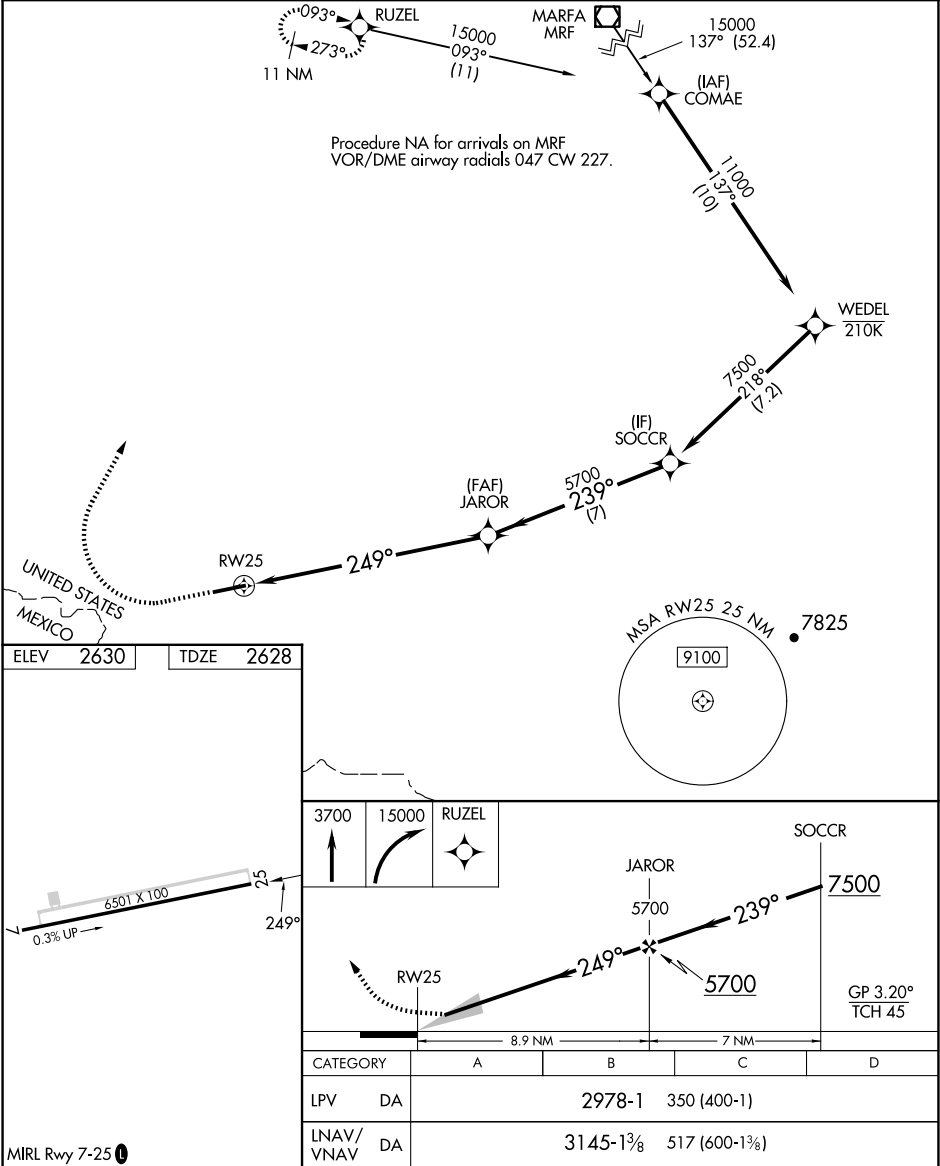 093°
273°
11 NM
RUZEL
15000
093°
(11)
MARFA
MRF
15000
137° (52.4)
(IAF)
COMAE
Procedure NA for arrivals on MRF
VOR/DME airway radials 047 CW 227.
11000
137°
(10)
WEDEL
210K
7500
218°
(7.2)
(IF)
SOCCR
5700
239°
(7)
(FAF)
JAROR
249°
RW25
UNITED STATES
MEXICO
MSA RW25 25 NM
9100
7825
ELEV 2630
TDZE 2628
6501 X 100
0.3% UP
7
25
249°
MIRL Rwy 7-25 L
3700
15000
RUZEL
SOCCR
JAROR
5700
7500
239°
249°
5700
RW25
GP 3.20°
TCH 45
8.9 NM
7 NM
CATEGORY A B C D
LPV DA 2978-1 350 (400-1)
LNAV/
VNAV DA 3145-1⅜ 517 (600-1⅜)